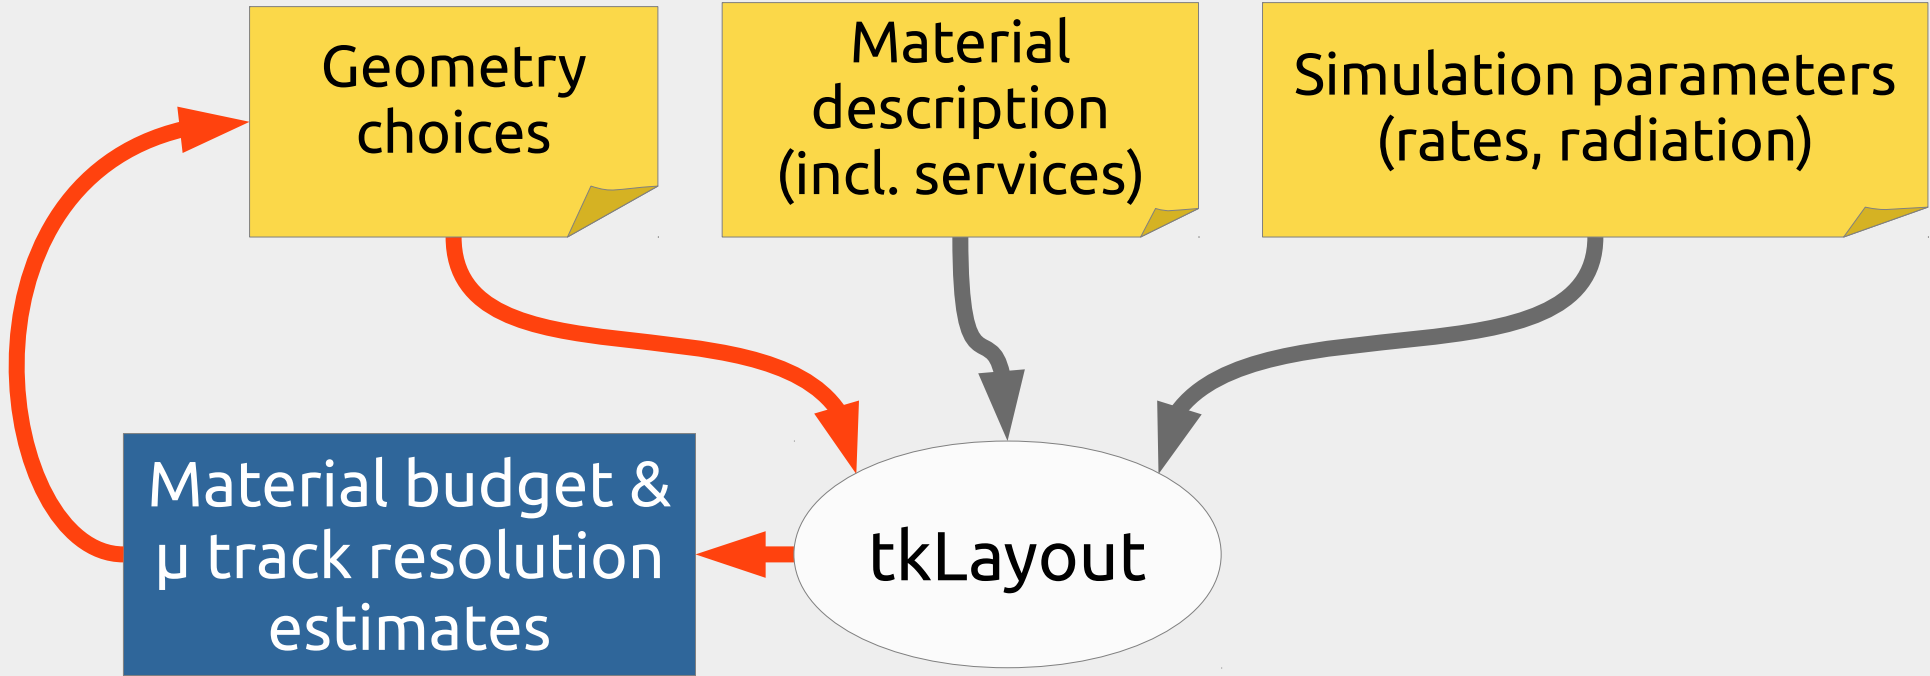 Geometry
choices
Material
description
(incl. services)
Simulation parameters
(rates, radiation)
Material budget &
µ track resolution
estimates
tkLayout